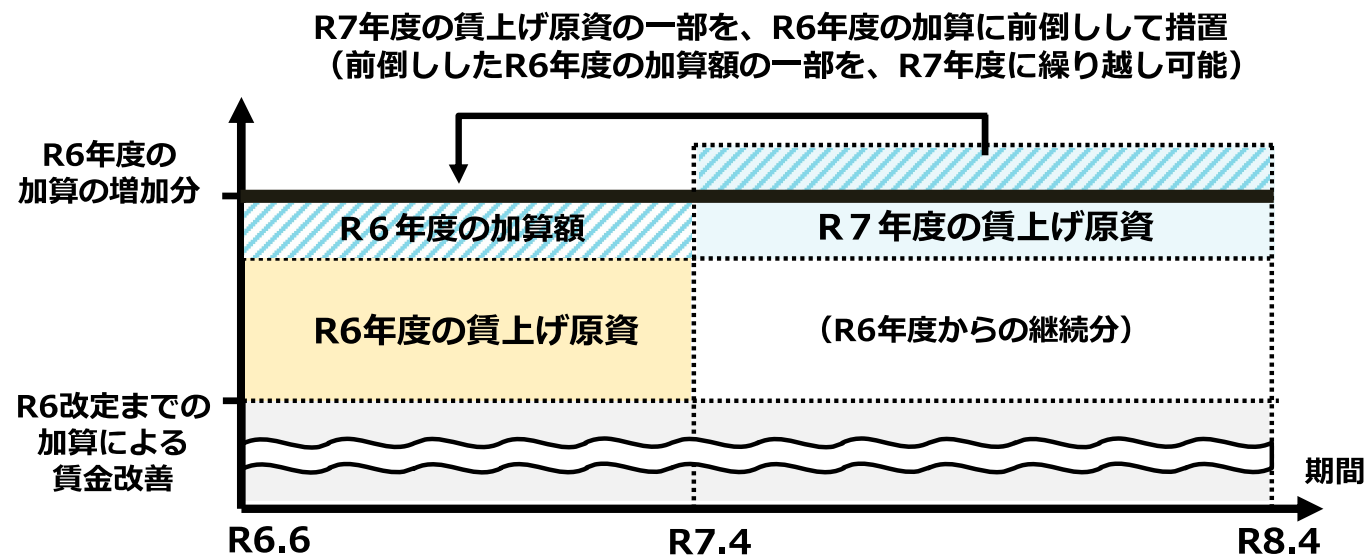 R7年度の賃上げ原資の一部を、R6年度の加算に前倒しして措置
（前倒ししたR6年度の加算額の一部を、R7年度に繰り越し可能）
R6年度の
加算の増加分
R６年度の加算額
R７年度の賃上げ原資
R6年度の賃上げ原資
（R6年度からの継続分）
R6改定までの
加算による
賃金改善
期間
R6.6
R7.4
R8.4